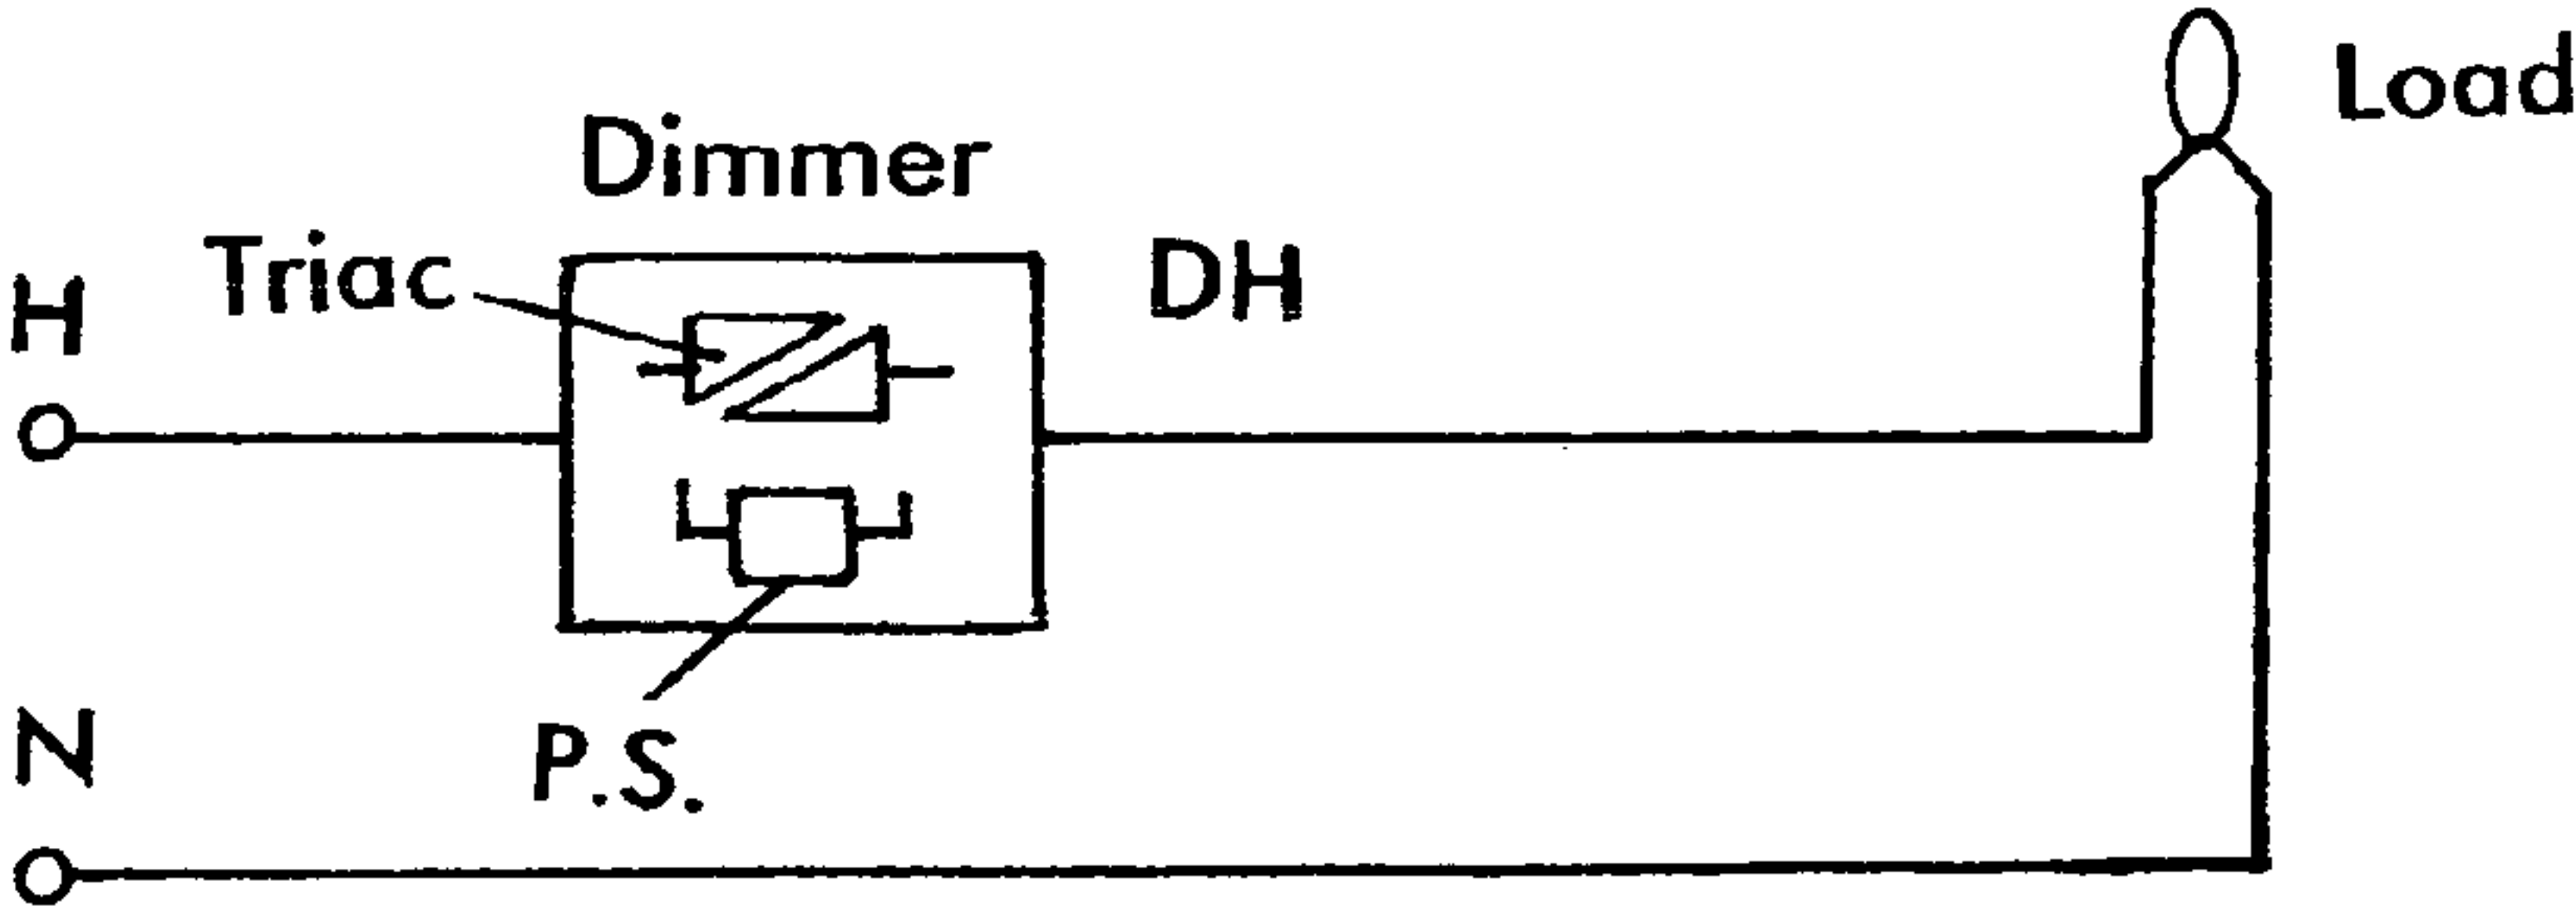 Load
Dimmer
Triac
DH
H
N
P.S.